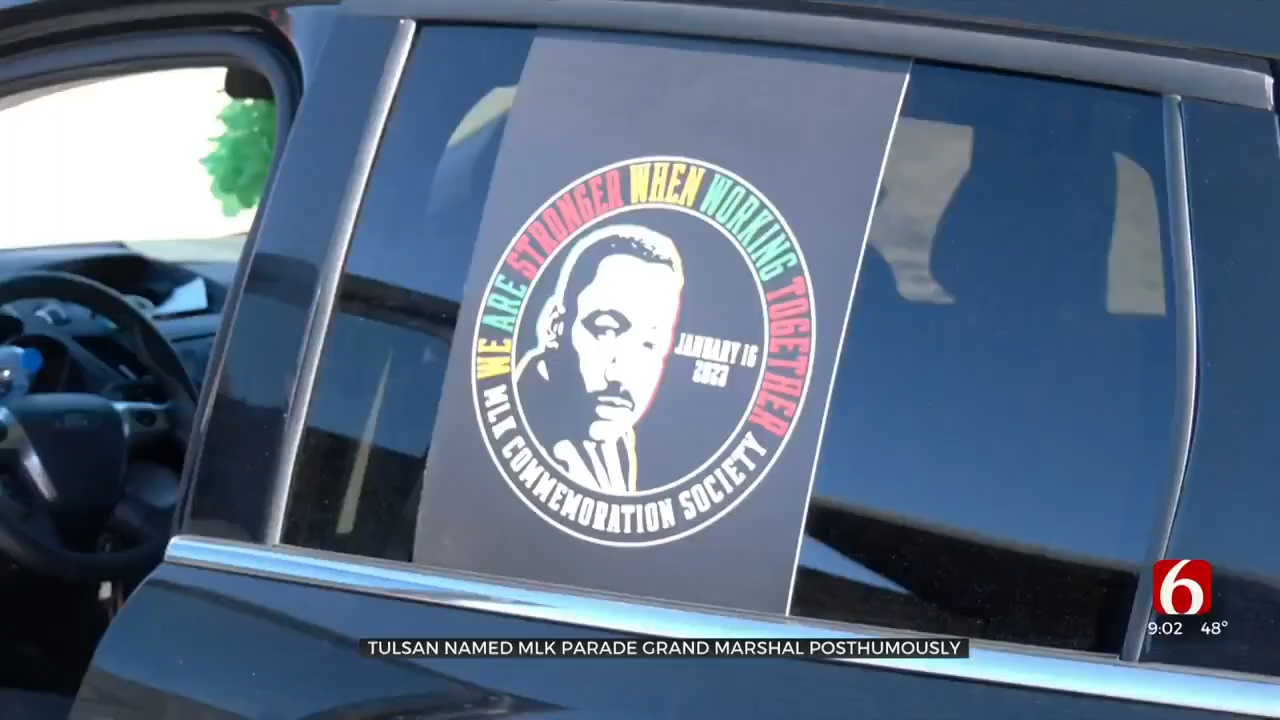 WE ARE STRONGER WHEN WORKING TOGETHER
JANUARY 16
2023
MLK COMMEMORATION SOCIETY
6
9:02 48°
TULSAN NAMED MLK PARADE GRAND MARSHAL POSTHUMOUSLY